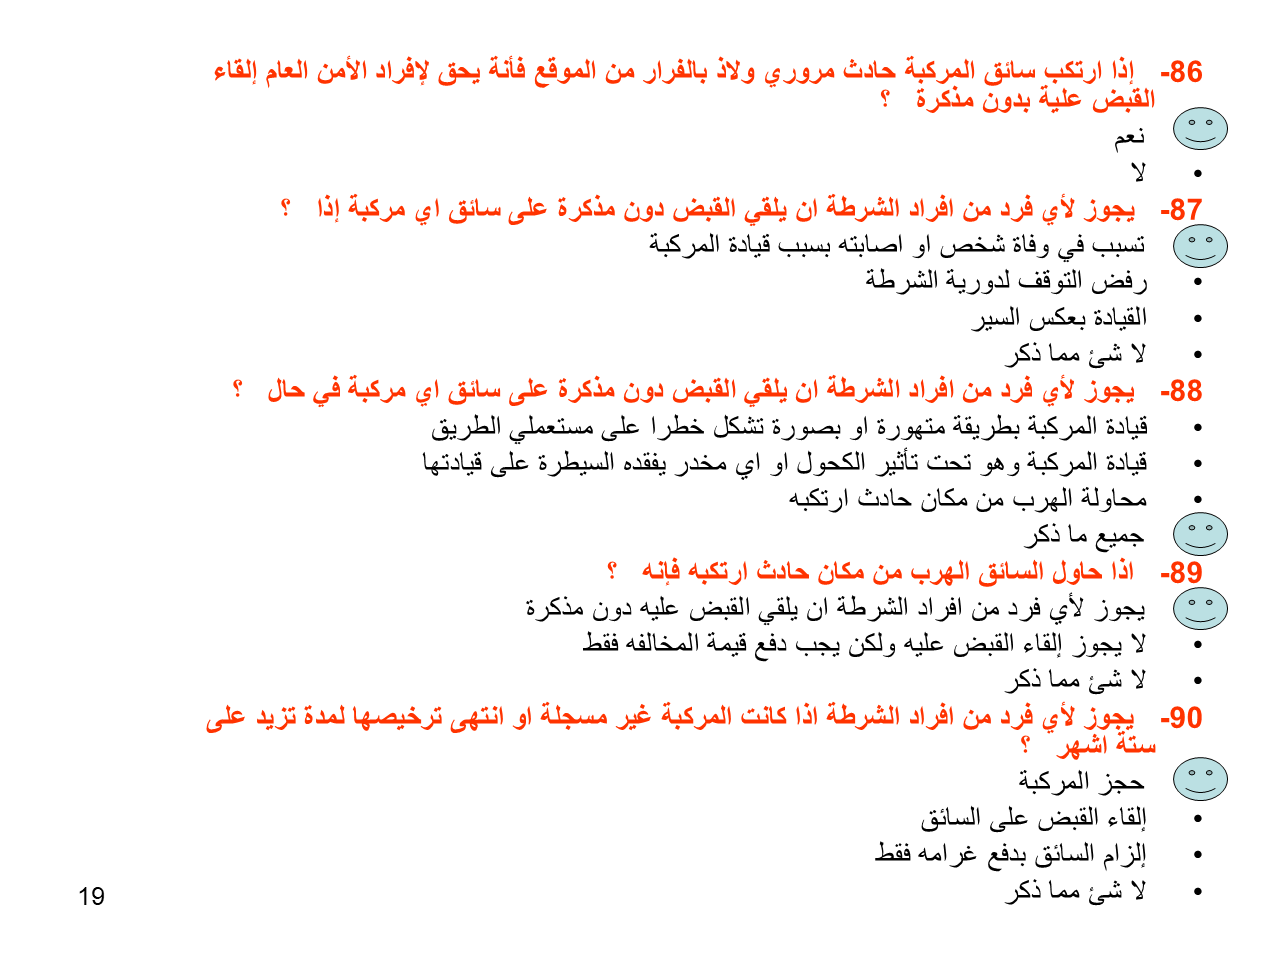 86- إذا ارتكب سائق المركبة حادث مروري ولاذ بالفرار من الموقع فأنة يحق لإفراد الأمن العام إلقاء
القبض علية بدون مذكرة ؟
نعم
• لا
87- يجوز لأي فرد من افراد الشرطة ان يلقي القبض دون مذكرة على سائق اي مركبة إذا ؟
تسبب في وفاة شخص او اصابته بسبب قيادة المركبة
• رفض التوقف لدورية الشرطة
• القيادة بعكس السير
• لا شئ مما ذكر
88- يجوز لأي فرد من افراد الشرطة ان يلقي القبض دون مذكرة على سائق اي مركبة في حال ؟
• قيادة المركبة بطريقة متهورة او بصورة تشكل خطرا على مستعملي الطريق
• قيادة المركبة وهو تحت تأثير الكحول او اي مخدر يفقده السيطرة على قيادتها
• محاولة الهرب من مكان حادث ارتكبه
جميع ما ذكر
89- اذا حاول السائق الهرب من مكان حادث ارتكبه فإنه ؟
يجوز لأي فرد من افراد الشرطة ان يلقي القبض عليه دون مذكرة
• لا يجوز إلقاء القبض عليه ولكن يجب دفع قيمة المخالفه فقط
• لا شئ مما ذكر
90- يجوز لأي فرد من افراد الشرطة اذا كانت المركبة غير مسجلة او انتهى ترخيصها لمدة تزيد على
ستة اشهر ؟
حجز المركبة
• إلقاء القبض على السائق
• إلزام السائق بدفع غرامه فقط
• لا شئ مما ذكر
19